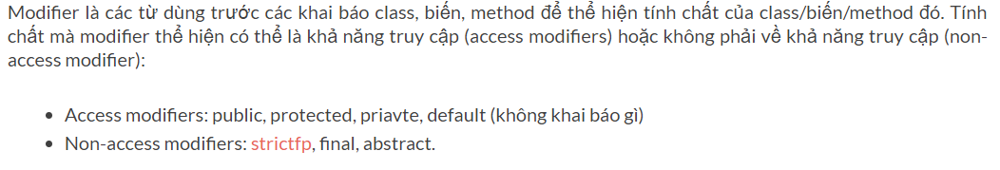 Modifier là các từ dùng trước các khai báo class, biến, method để thể hiện tính chất của class/biến/method đó. Tính
chất mà modifier thể hiện có thể là khả năng truy cập (access modifiers) hoặc không phải về khả năng truy cập (non-
access modifier):
• Access modifiers: public, protected, priavte, default (không khai báo gì)
• Non-access modifiers: strictfp, final, abstract.